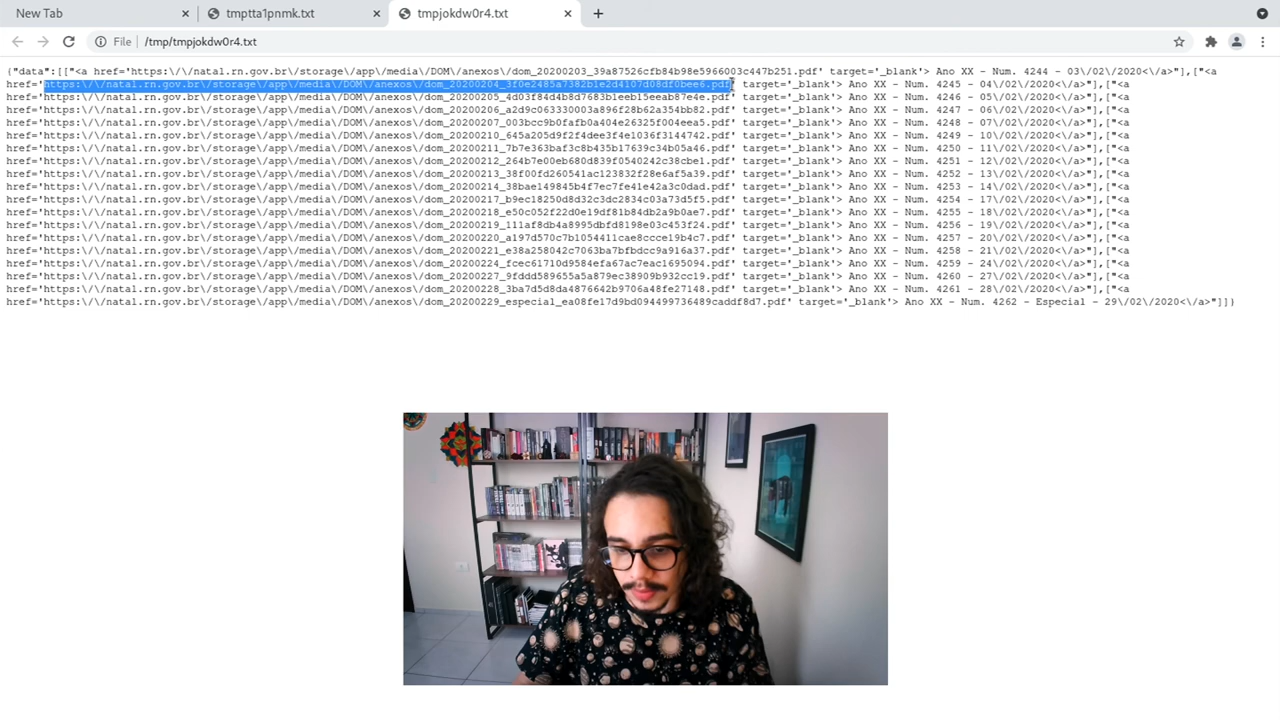 New Tab
tmptta1pnmk.txt
tmpjokdw0r4.txt
File
/tmp/tmpjokdw0r4.txt
{"data":[["<a href='https:\/\/natal.rn.gov.br\/storage\/app\/media\/DOM\/anexos\/dom_20200203_39a87526cfb84b98e5966003c447b251.pdf' target='_blank'> Ano XX - Num. 4244 - 03\/02\/2020<\/a>"],["<a
href='https:\/\/natal.rn.gov.br\/storage\/app\/media\/DOM\/anexos\/dom_20200204_3f0e2485a7382b1e2d4107d08df0bee6.pdf' target='_blank'> Ano XX - Num. 4245 - 04\/02\/2020<\/a>"],["<a
href='https:\/\/natal.rn.gov.br\/storage\/app\/media\/DOM\/anexos\/dom_20200205_4d03f84d4b8d7683b1eeb15eeab87e4e.pdf' target='_blank'> Ano XX - Num. 4246 - 05\/02\/2020<\/a>"],["<a
href='https:\/\/natal.rn.gov.br\/storage\/app\/media\/DOM\/anexos\/dom_20200206_a2d9c063330003a896f28b62a354bb82.pdf' target='_blank'> Ano XX - Num. 4247 - 06\/02\/2020<\/a>"],["<a
href='https:\/\/natal.rn.gov.br\/storage\/app\/media\/DOM\/anexos\/dom_20200207_003bcc9b0fafb0a404e26325f004eea5.pdf' target='_blank'> Ano XX - Num. 4248 - 07\/02\/2020<\/a>"],["<a
href='https:\/\/natal.rn.gov.br\/storage\/app\/media\/DOM\/anexos\/dom_20200210_645a205d9f2f4dee3f4e1036f3144742.pdf' target='_blank'> Ano XX - Num. 4249 - 10\/02\/2020<\/a>"],["<a
href='https:\/\/natal.rn.gov.br\/storage\/app\/media\/DOM\/anexos\/dom_20200211_7b7e363baf3c8b435b17639c34b05a46.pdf' target='_blank'> Ano XX - Num. 4250 - 11\/02\/2020<\/a>"],["<a
href='https:\/\/natal.rn.gov.br\/storage\/app\/media\/DOM\/anexos\/dom_20200212_264b7e00eb680d839f0540242c38cbe1.pdf' target='_blank'> Ano XX - Num. 4251 - 12\/02\/2020<\/a>"],["<a
href='https:\/\/natal.rn.gov.br\/storage\/app\/media\/DOM\/anexos\/dom_20200213_38f00fd260541ac123832f28e6af5a39.pdf' target='_blank'> Ano XX - Num. 4252 - 13\/02\/2020<\/a>"],["<a
href='https:\/\/natal.rn.gov.br\/storage\/app\/media\/DOM\/anexos\/dom_20200214_38bae149845b4f7ec7fe41e42a3c0dad.pdf' target='_blank'> Ano XX - Num. 4253 - 14\/02\/2020<\/a>"],["<a
href='https:\/\/natal.rn.gov.br\/storage\/app\/media\/DOM\/anexos\/dom_20200217_b9ec18250d8d32c3dc2834c03a73d5f5.pdf' target='_blank'> Ano XX - Num. 4254 - 17\/02\/2020<\/a>"],["<a
href='https:\/\/natal.rn.gov.br\/storage\/app\/media\/DOM\/anexos\/dom_20200218_e50c052f22d0e19df81b84db2a9b0ae7.pdf' target='_blank'> Ano XX - Num. 4255 - 18\/02\/2020<\/a>"],["<a
href='https:\/\/natal.rn.gov.br\/storage\/app\/media\/DOM\/anexos\/dom_20200219_111af8db4a8995dbfd8198e03c453f24.pdf' target='_blank'> Ano XX - Num. 4256 - 19\/02\/2020<\/a>"],["<a
href='https:\/\/natal.rn.gov.br\/storage\/app\/media\/DOM\/anexos\/dom_20200220_a197d570c7b1054411cae8ccce19b4c7.pdf' target='_blank'> Ano XX - Num. 4257 - 20\/02\/2020<\/a>"],["<a
href='https:\/\/natal.rn.gov.br\/storage\/app\/media\/DOM\/anexos\/dom_20200221_e38a258042c7063ba7bfbdcc9a916a37.pdf' target='_blank'> Ano XX - Num. 4258 - 21\/02\/2020<\/a>"],["<a
href='https:\/\/natal.rn.gov.br\/storage\/app\/media\/DOM\/anexos\/dom_20200224_fcec61710d9584efa67ac7eac1695094.pdf' target='_blank'> Ano XX - Num. 4259 - 24\/02\/2020<\/a>"],["<a
href='https:\/\/natal.rn.gov.br\/storage\/app\/media\/DOM\/anexos\/dom_20200227_9fddd589655a5a879ec38909b932cc19.pdf' target='_blank'> Ano XX - Num. 4260 - 27\/02\/2020<\/a>"],["<a
href='https:\/\/natal.rn.gov.br\/storage\/app\/media\/DOM\/anexos\/dom_20200228_3ba7d5d8da4876642b9706a48fe27148.pdf' target='_blank'> Ano XX - Num. 4261 - 28\/02\/2020<\/a>"],["<a
href='https:\/\/natal.rn.gov.br\/storage\/app\/media\/DOM\/anexos\/dom_20200229_especial_ea08fe17d9bd094499736489caddf8d7.pdf' target='_blank'> Ano XX - Num. 4262 - Especial - 29\/02\/2020<\/a>"]]}